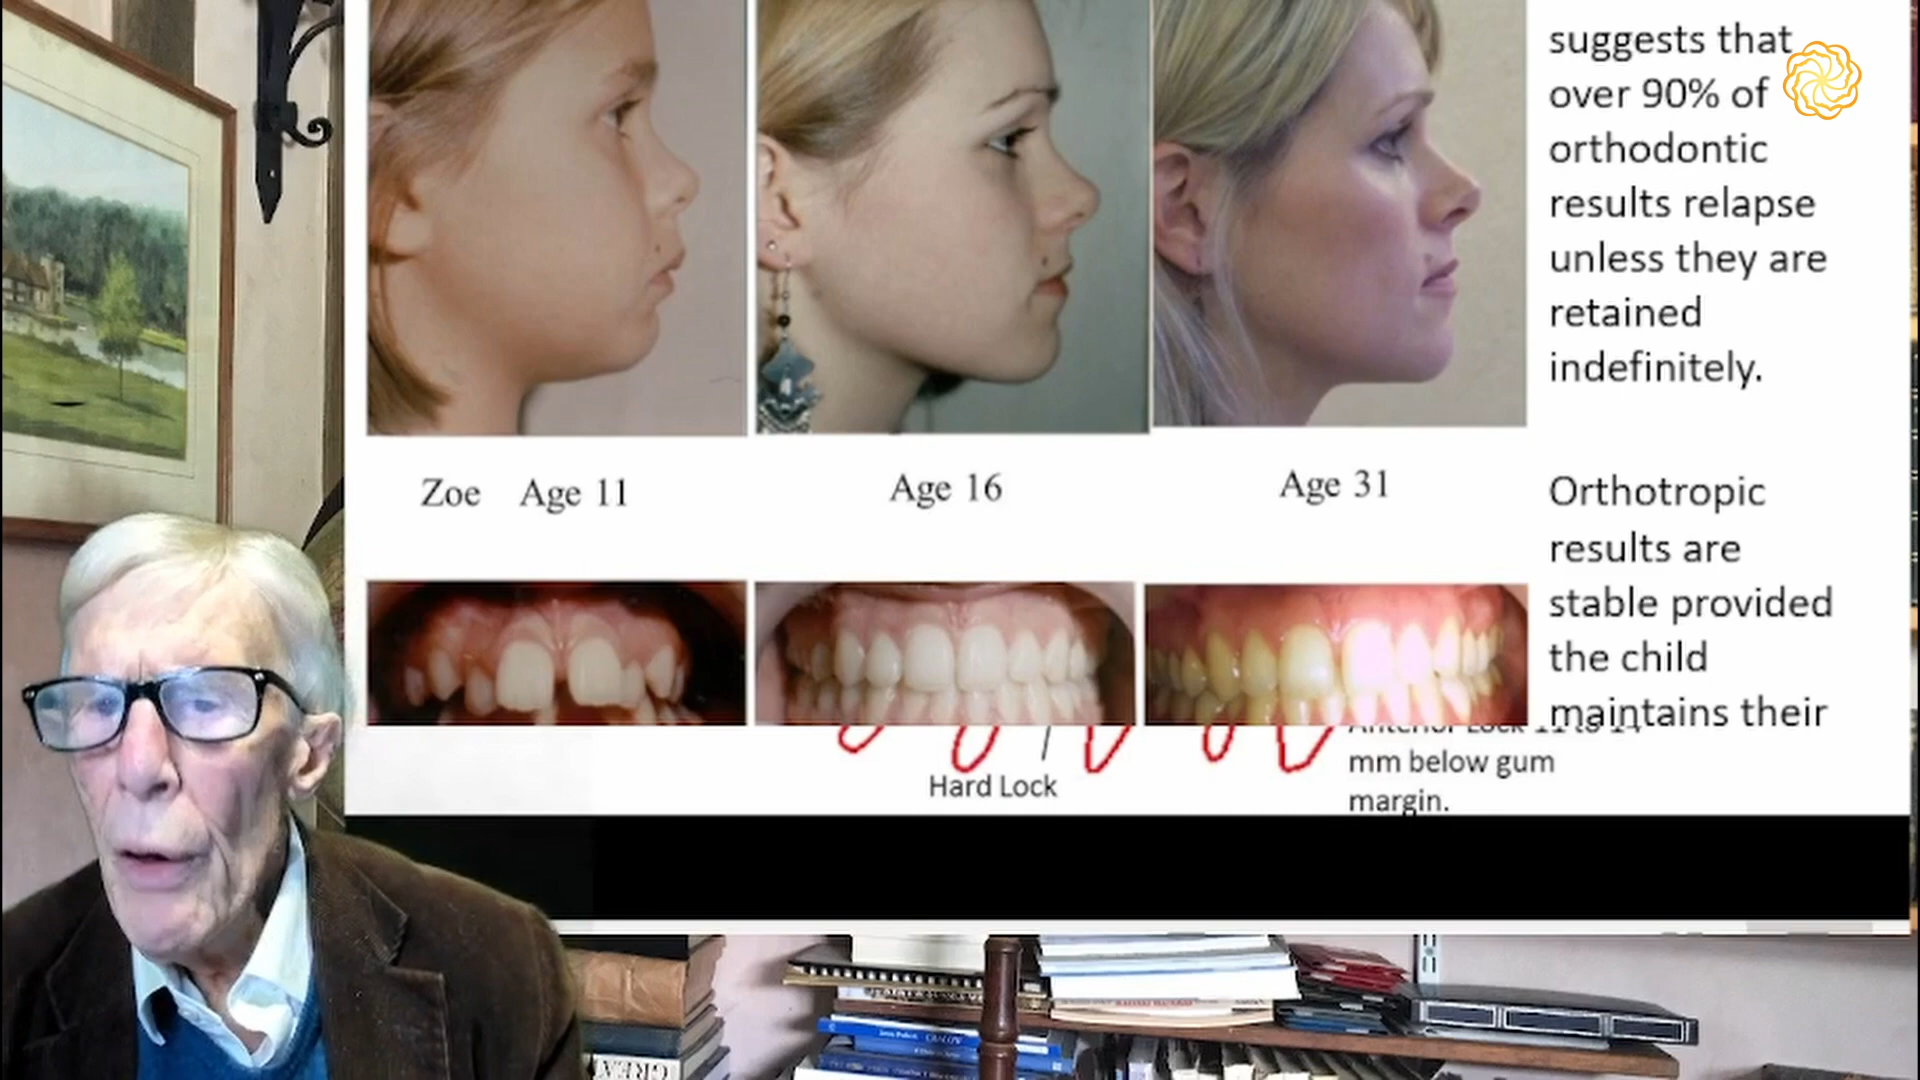 suggests that
over 90% of
orthodontic
results relapse
unless they are
retained
indefinitely.
Zoe Age 11
Age 16
Age 31
Orthotropic
results are
stable provided
the child
maintains their
Hard Lock
mm below gum
margin.